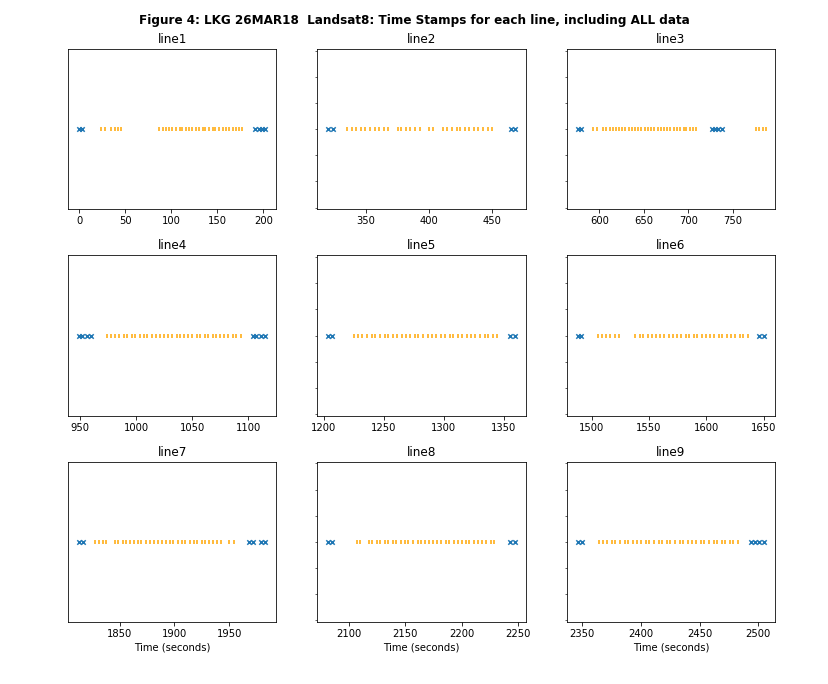 Figure 4: LKG 26MAR18  Landsat8: Time Stamps for each line, including ALL data
line1 line2 line3
0 50 100 150 200 350 400 450 600 650 700 750
line4 line5 line6
950 1000 1050 1100 1200 1250 1300 1350 1500 1550 1600 1650
line7 line8 line9
1850 1900 1950 2100 2150 2200 2250 2350 2400 2450 2500
Time (seconds) Time (seconds) Time (seconds)